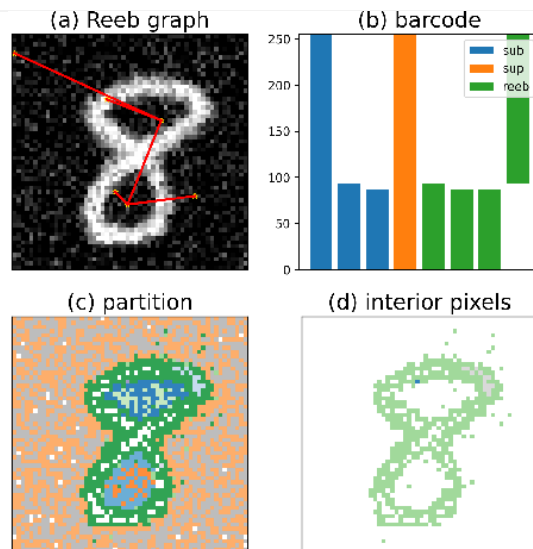 (a) Reeb graph
(b) barcode
250
200
150
100
50
0
sub
sup
reeb
(c) partition
(d) interior pixels